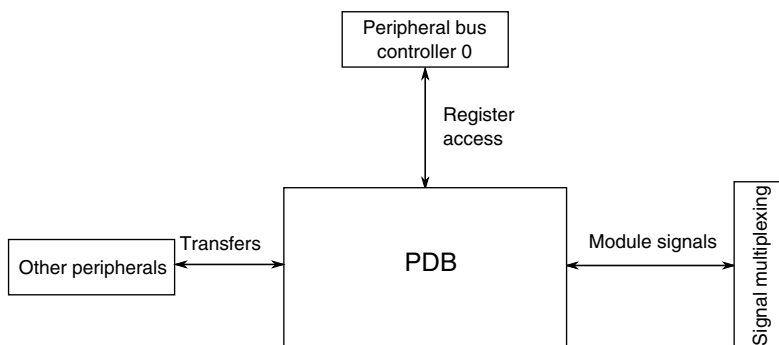 Peripheral bus
controller 0
Register
access
Transfers
Other peripherals
PDB
Module signals
Signal multiplexing